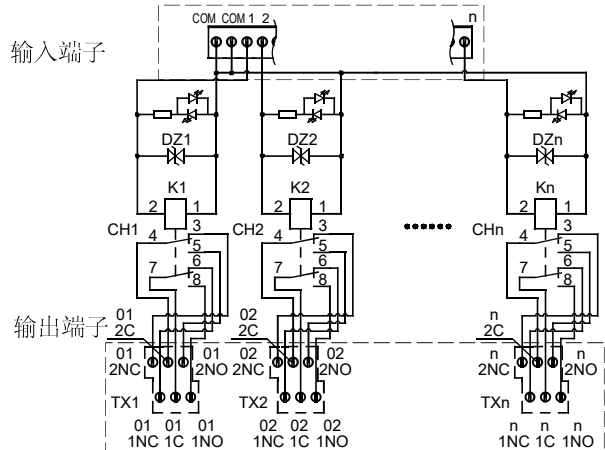 COM COM 1 2 n
输入端子
DZ1 DZ2 DZn
K1 K2 Kn
2 1 2 1 2 1
CH1 4 3 CH2 4 3 CHn 4 3
5 5 5
7 6 7 6 7 6
8 8 8
输出端子
01 02 n
2C 2C 2C
01 01 02 02 n n
2NC 2NO 2NC 2NO 2NC 2NO
TX1 TX2 TXn
01 01 01 02 02 02 n n n
1NC 1C 1NO 1NC 1C 1NO 1NC 1C 1NO